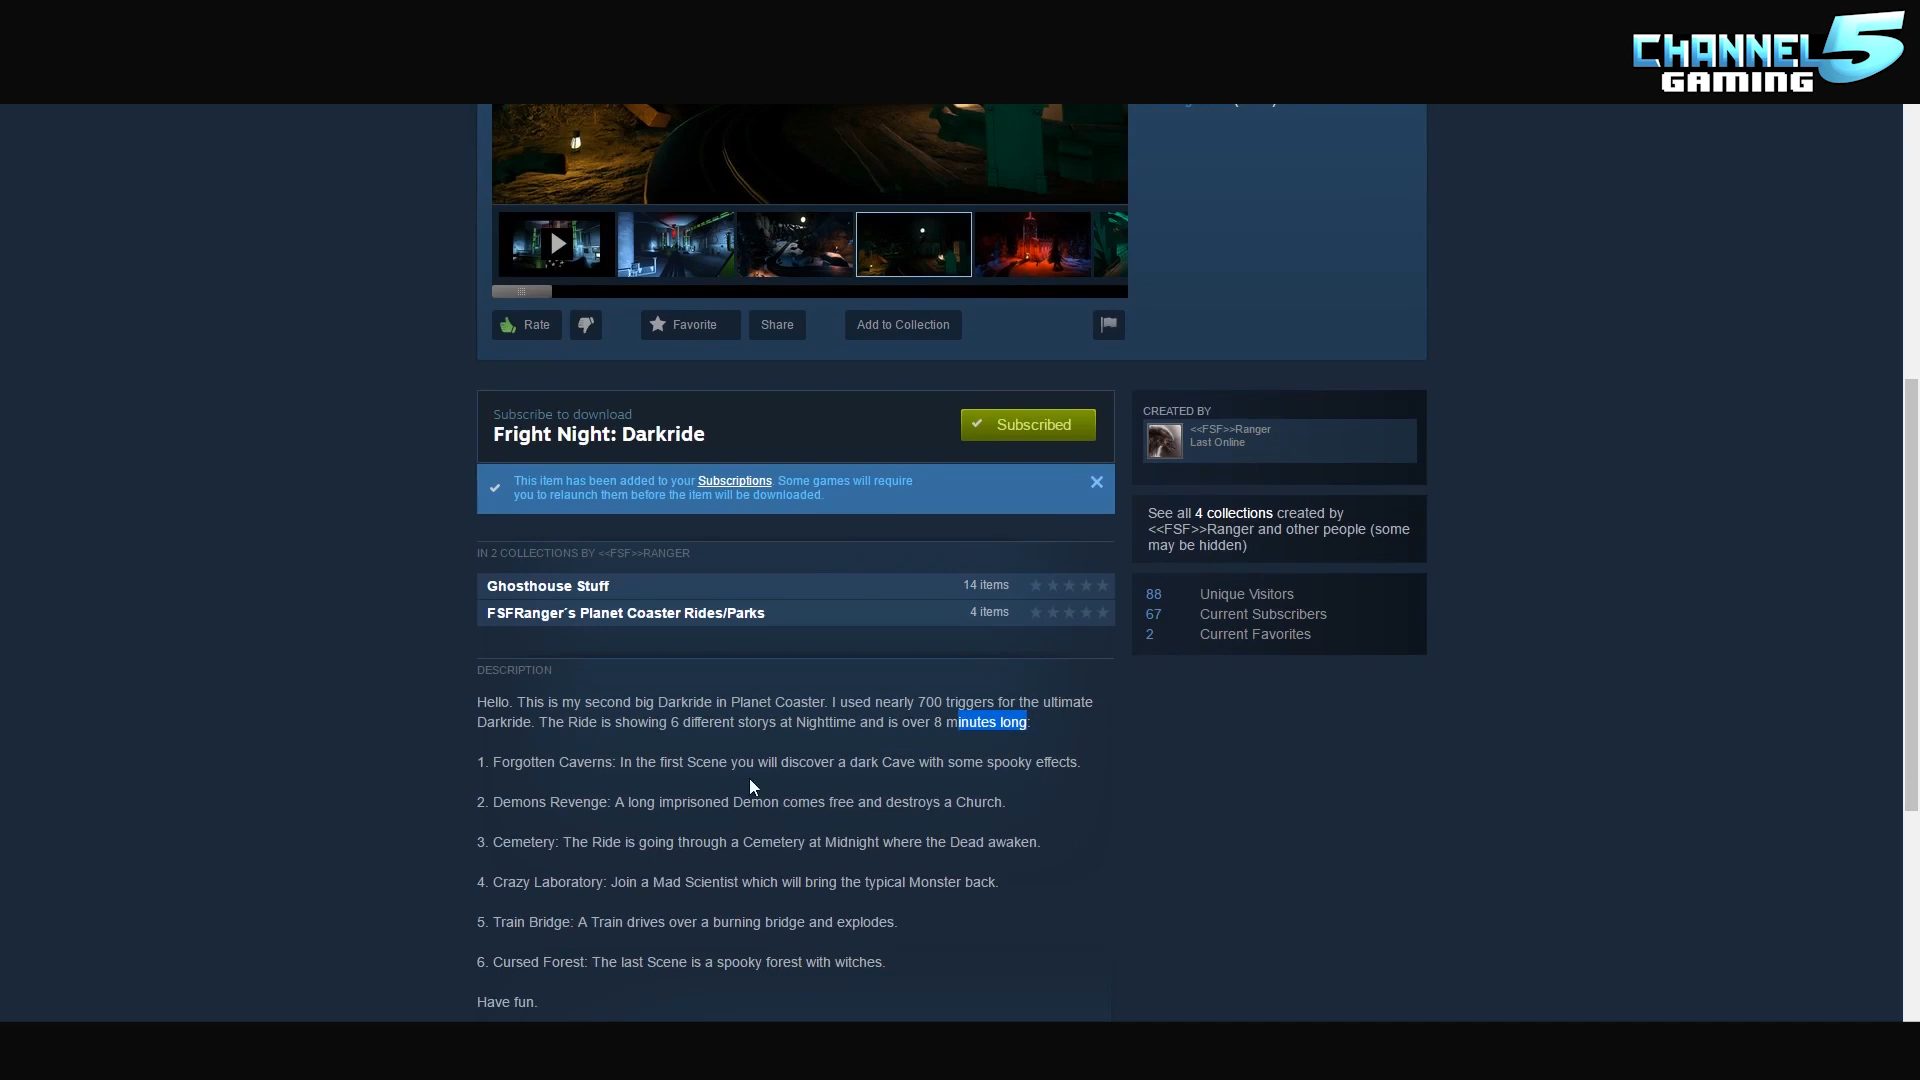 CHANNEL 5
GAMING
Rate
Favorite
Share
Add to Collection
Subscribe to download
Fright Night: Darkride
Subscribed
This item has been added to your Subscriptions. Some games will require
you to relaunch them before the item will be downloaded.
IN 2 COLLECTIONS BY <<FSF>>RANGER
Ghosthouse Stuff
14 items
FSFRanger´s Planet Coaster Rides/Parks
4 items
CREATED BY
<<FSF>>Ranger
Last Online
See all 4 collections created by
<<FSF>>Ranger and other people (some
may be hidden)
88 Unique Visitors
67 Current Subscribers
2 Current Favorites
DESCRIPTION
Hello. This is my second big Darkride in Planet Coaster. I used nearly 700 triggers for the ultimate
Darkride. The Ride is showing 6 different storys at Nighttime and is over 8 minutes long:
1. Forgotten Caverns: In the first Scene you will discover a dark Cave with some spooky effects.
2. Demons Revenge: A long imprisoned Demon comes free and destroys a Church.
3. Cemetery: The Ride is going through a Cemetery at Midnight where the Dead awaken.
4. Crazy Laboratory: Join a Mad Scientist which will bring the typical Monster back.
5. Train Bridge: A Train drives over a burning bridge and explodes.
6. Cursed Forest: The last Scene is a spooky forest with witches.
Have fun.